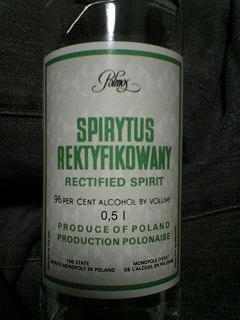 Polmos
SPIRYTUS
REKTYFIKOWANY
RECTIFIED SPIRIT
96 PER CENT ALCOHOL BY VOLUME
0,5 l
PRODUCE OF POLAND
PRODUCTION POLONAISE
THE STATE
SPIRITS MONOPOLY IN POLAND
MONOPOLE D'ETAT
DE L'ALCOOL EN POLOGNE